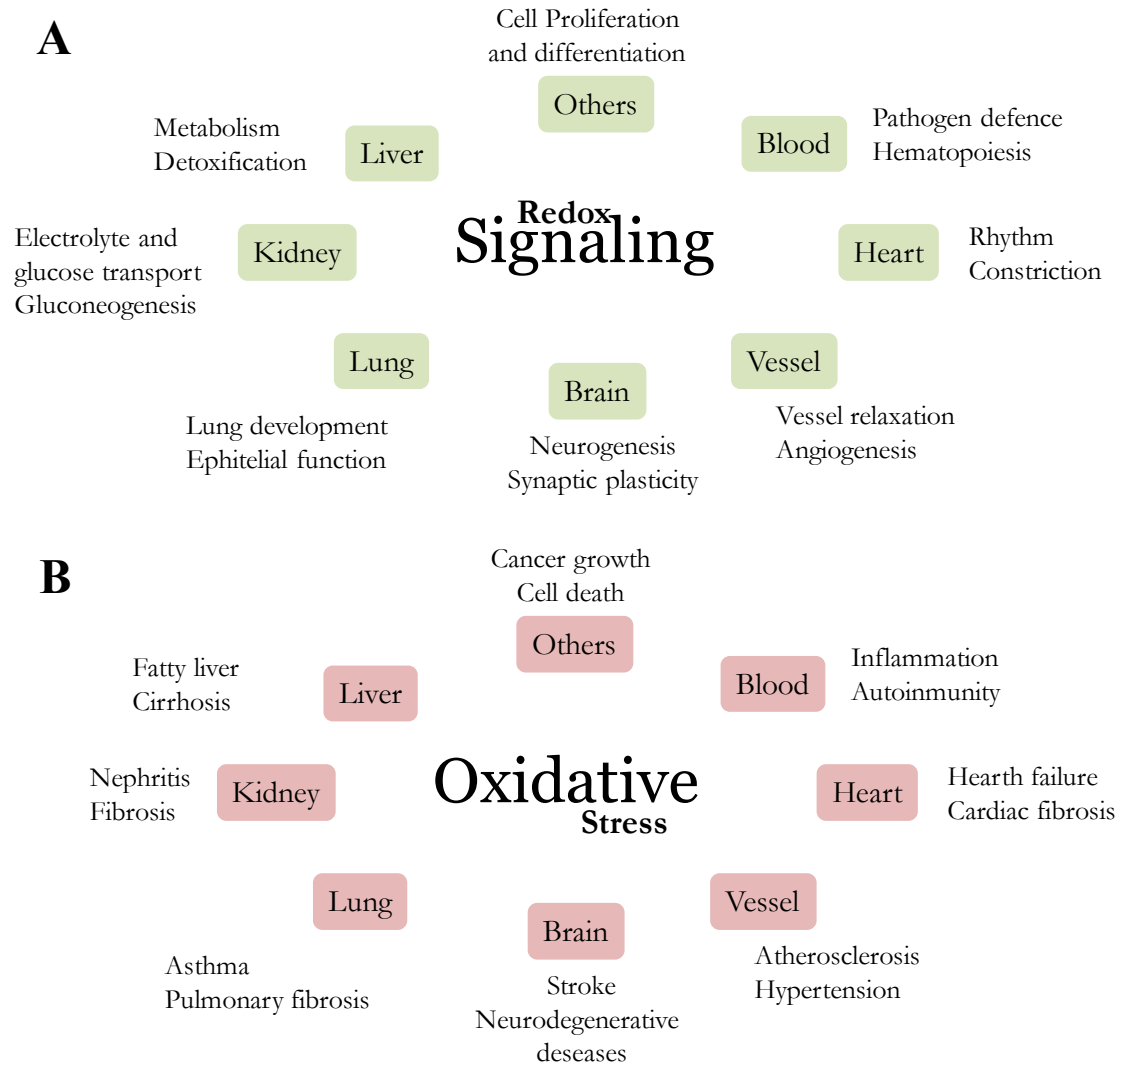 A
Cell Proliferation
and differentiation
Others
Metabolism
Detoxification
Liver
Blood
Pathogen defence
Hematopoiesis
Electrolyte and
glucose transport
Gluconeogenesis
Kidney
Redox
Signaling
Heart
Rhythm
Constriction
Lung
Lung development
Ephitelial function
Brain
Neurogenesis
Synaptic plasticity
Vessel
Vessel relaxation
Angiogenesis
B
Cancer growth
Cell death
Others
Fatty liver
Cirrhosis
Liver
Blood
Inflammation
Autoinmunity
Nephritis
Fibrosis
Kidney
Oxidative
Stress
Heart
Hearth failure
Cardiac fibrosis
Lung
Asthma
Pulmonary fibrosis
Brain
Stroke
Neurodegenerative
deseases
Vessel
Atherosclerosis
Hypertension